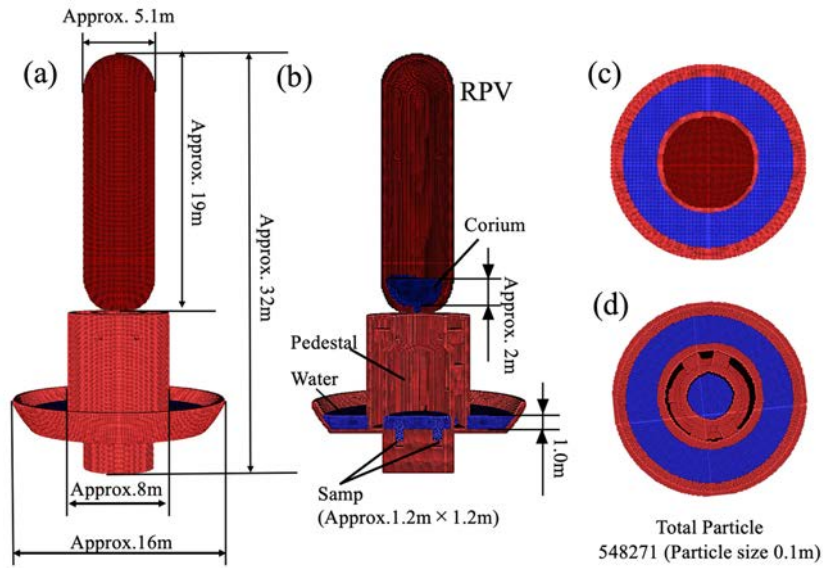 Approx. 5.1m
(a)
Approx. 19m
Approx. 32m
Approx.8m
Approx.16m
(b)
RPV
Corium
Approx. 2m
Pedestal
Water
1.0m
Samp
(Approx.1.2m × 1.2m)
(c)
(d)
Total Particle
548271 (Particle size 0.1m)